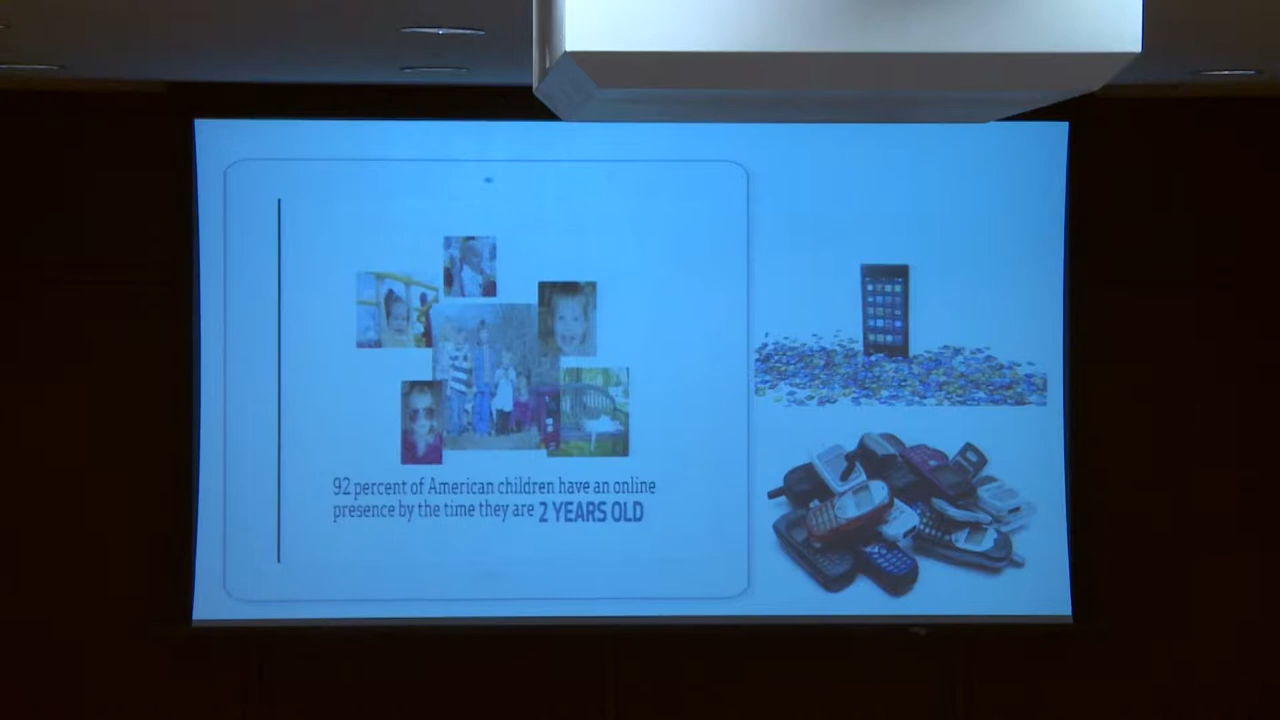 92 percent of American children have an online
presence by the time they are 2 YEARS OLD